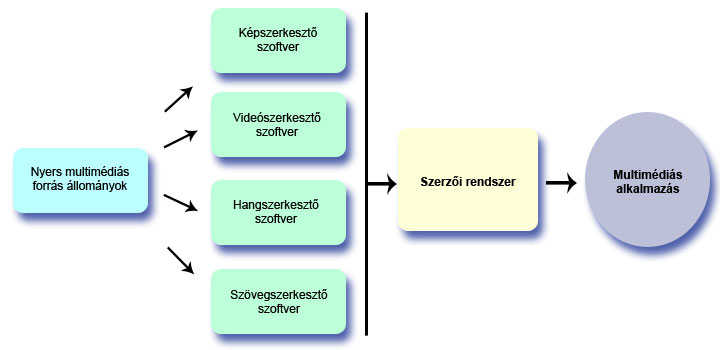 Nyers multimédiás
forrás állományok
Képszerkesztő
szoftver
Videószerkesztő
szoftver
Hangszerkesztő
szoftver
Szövegszerkesztő
szoftver
Szerzői rendszer
Multimédiás
alkalmazás